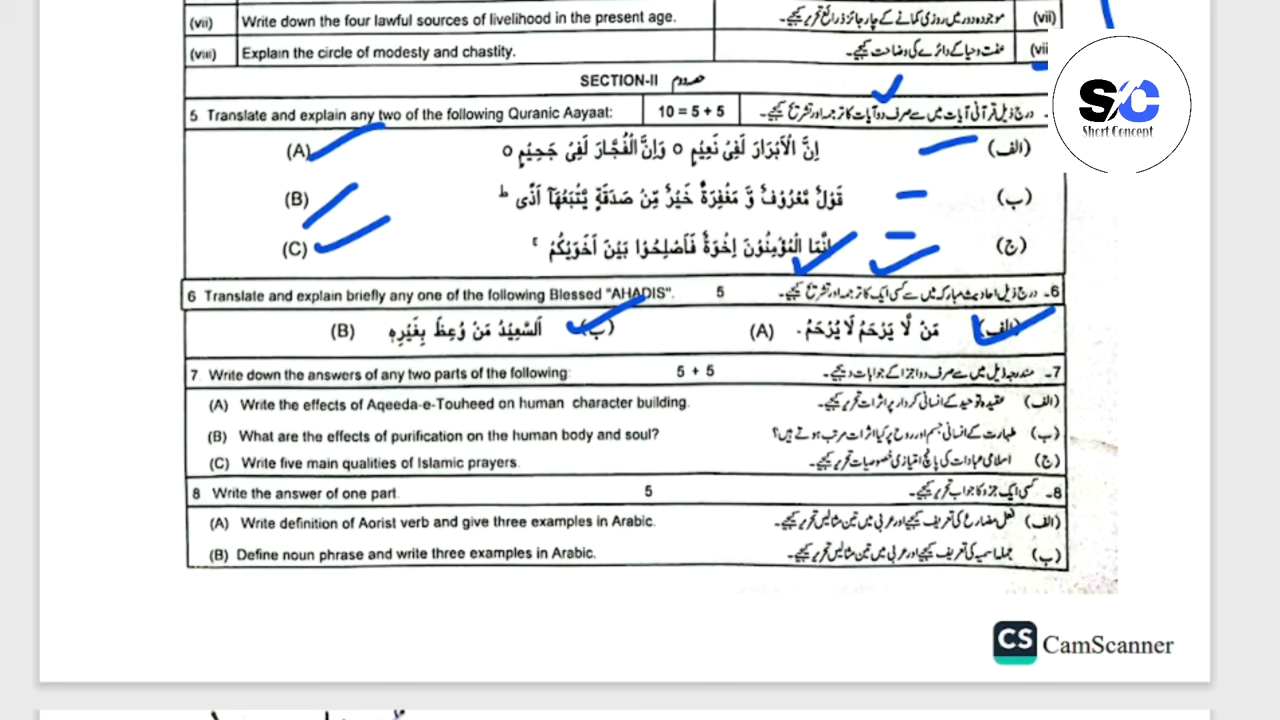 (vii) Write down the four lawful sources of livelihood in the present age. موجودہ دور میں روزی کمانے کے چار جائز ذرائع تحریر کیجیے۔ (vii)
(viii) Explain the circle of modesty and chastity. عفت و حیا کے دائرے کی وضاحت کیجیے۔ (vii
SECTION-II حصہ دوم
5 Translate and explain any two of the following Quranic Aayaat: 10 = 5 + 5 درج ذیل قرآنی آیات میں سے صرف دو آیات کا ترجمہ اور تشریح کیجیے۔
(A) اِنَّ الْاَبْرَارَ لَفِیْ نَعِیْمٍ o وَاِنَّ الْفُجَّارَ لَفِیْ جَحِیْمٍ o (الف)
(B) قَوْلٌ مَّعْرُوْفٌ وَّ مَغْفِرَةٌ خَیْرٌ مِّنْ صَدَقَةٍ یَّتْبَعُهَآ اَذًی ؕ (ب)
(C) اِنَّمَا الْمُؤْمِنُوْنَ اِخْوَةٌ فَاَصْلِحُوْا بَیْنَ اَخَوَیْكُمْ (ج)
6 Translate and explain briefly any one of the following Blessed "AHADIS". 5 6۔ درج ذیل احادیث مبارکہ میں سے کسی ایک کا ترجمہ اور تشریح کیجیے۔
(B) اَلسَّعِیْدُ مَنْ وُعِظَ بِغَیْرِهٖ (ب) (A) مَنْ لَّا یَرْحَمُ لَا یُرْحَمُ۔ (الف)
7. Write down the answers of any two parts of the following: 5 + 5 7۔ مندرجہ ذیل میں سے صرف دو اجزا کے جوابات دیجیے۔
(A) Write the effects of Aqeeda-e-Touheed on human character building. (الف) عقیدہ توحید کے انسانی کردار پر اثرات تحریر کیجیے۔
(B) What are the effects of purification on the human body and soul? (ب) طہارت کے انسانی جسم اور روح پر کیا اثرات مرتب ہوتے ہیں؟
(C) Write five main qualities of Islamic prayers. (ج) اسلامی عبادات کی پانچ امتیازی خصوصیات تحریر کیجیے۔
8 Write the answer of one part. 5 8۔ کسی ایک جزو کا جواب تحریر کیجیے۔
(A) Write definition of Aorist verb and give three examples in Arabic. (الف) فعل مضارع کی تعریف کیجیے اور عربی میں تین مثالیں تحریر کیجیے۔
(B) Define noun phrase and write three examples in Arabic. (ب) جملہ اسمیہ کی تعریف کیجیے اور عربی میں تین مثالیں تحریر کیجیے۔
S/C
Short Concept
CS CamScanner